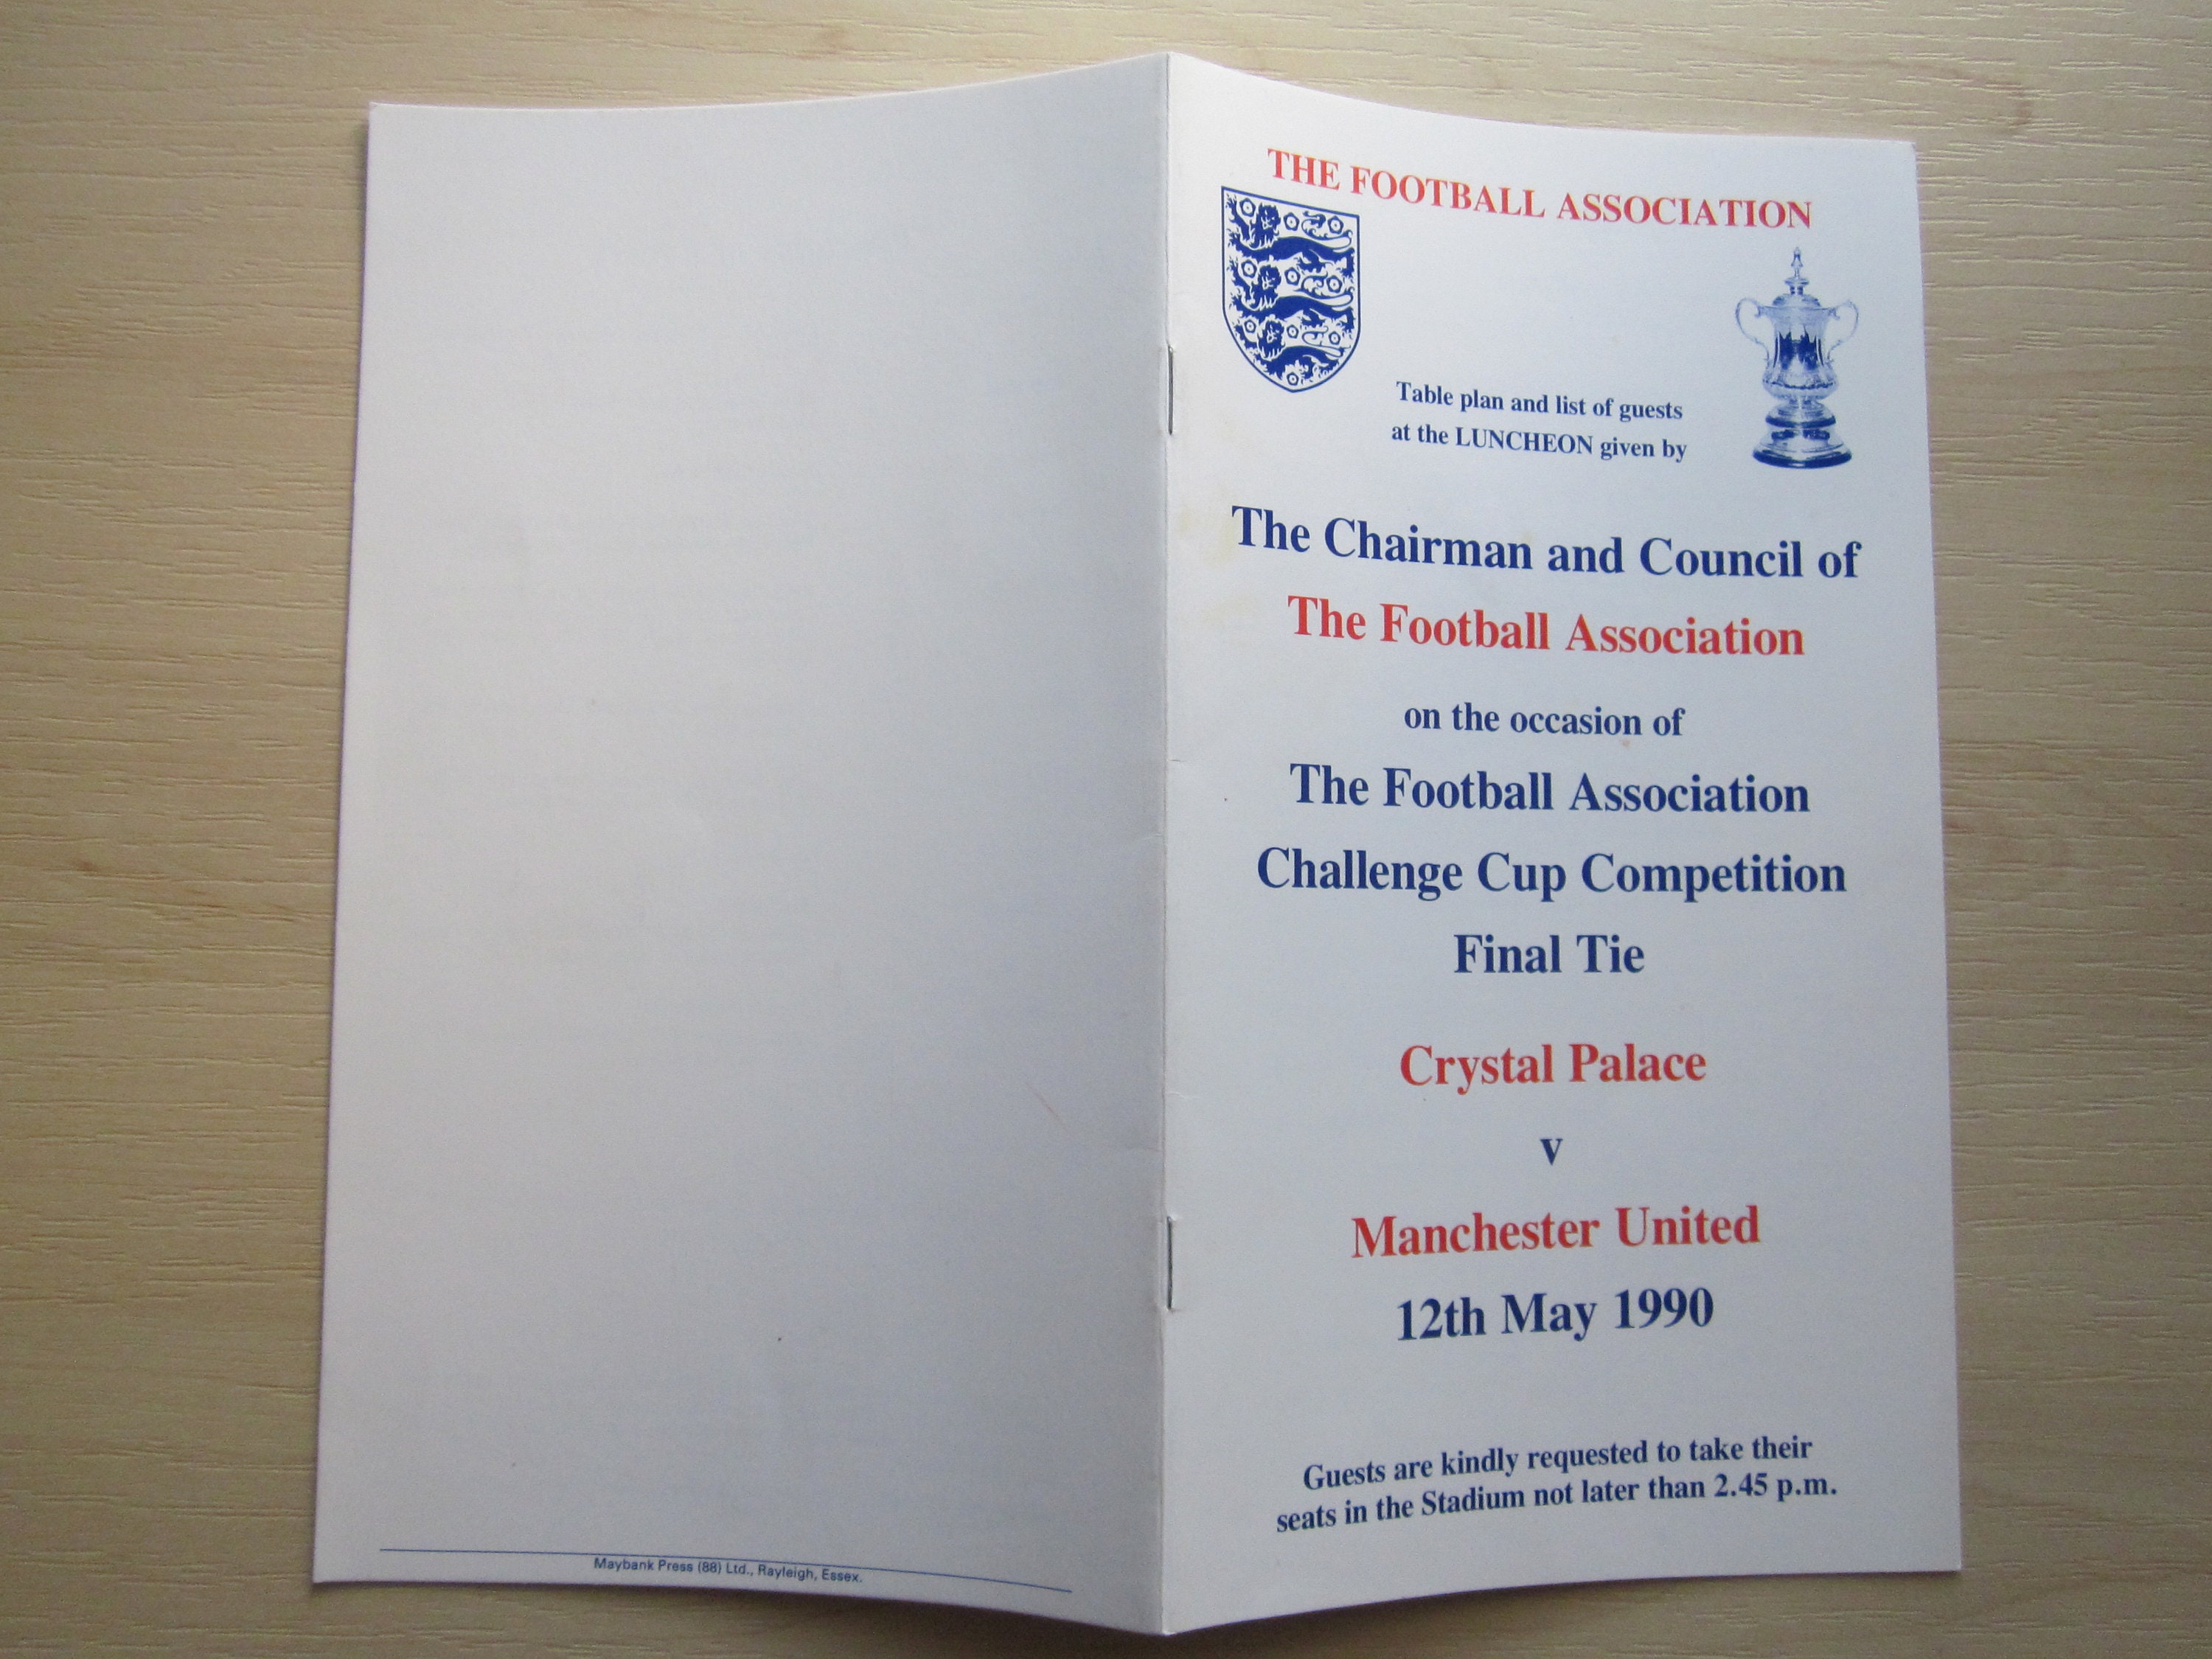 THE FOOTBALL ASSOCIATION
Table plan and list of guests
at the LUNCHEON given by
The Chairman and Council of
The Football Association
on the occasion of
The Football Association
Challenge Cup Competition
Final Tie
Crystal Palace
v
Manchester United
12th May 1990
Guests are kindly requested to take their
seats in the Stadium not later than 2.45 p.m.
Maybank Press (88) Ltd., Rayleigh, Essex.